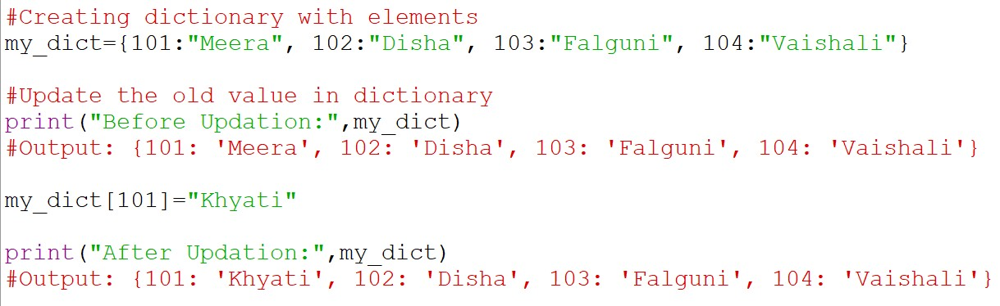 #Creating dictionary with elements
my_dict={101:"Meera", 102:"Disha", 103:"Falguni", 104:"Vaishali"}
#Update the old value in dictionary
print("Before Updation:",my_dict)
#Output: {101: 'Meera', 102: 'Disha', 103: 'Falguni', 104: 'Vaishali'}
my_dict[101]="Khyati"
print("After Updation:",my_dict)
#Output: {101: 'Khyati', 102: 'Disha', 103: 'Falguni', 104: 'Vaishali'}